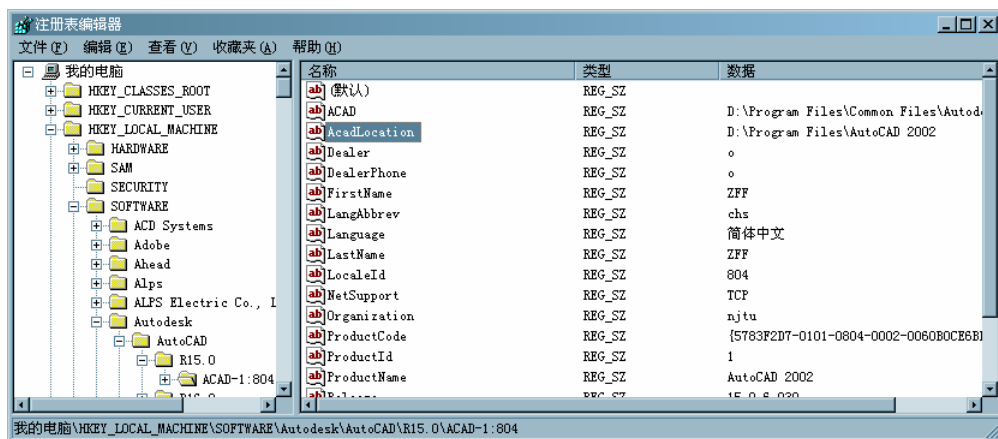 注册表编辑器
文件(F) 编辑(E) 查看(V) 收藏夹(A) 帮助(H)
我的电脑
HKEY_CLASSES_ROOT
HKEY_CURRENT_USER
HKEY_LOCAL_MACHINE
HARDWARE
SAM
SECURITY
SOFTWARE
ACD Systems
Adobe
Ahead
Alps
ALPS Electric Co., L
Autodesk
AutoCAD
R15.0
ACAD-1:804
名称 类型 数据
(默认) REG_SZ
ACAD REG_SZ D:\Program Files\Common Files\Autod
AcadLocation REG_SZ D:\Program Files\AutoCAD 2002
Dealer REG_SZ o
DealerPhone REG_SZ o
FirstName REG_SZ ZFF
LangAbbrev REG_SZ chs
Language REG_SZ 简体中文
LastName REG_SZ ZFF
LocaleId REG_SZ 804
NetSupport REG_SZ TCP
Organization REG_SZ njtu
ProductCode REG_SZ {5783F2D7-0101-0804-0002-0060B0CE6B
ProductId REG_SZ 1
ProductName REG_SZ AutoCAD 2002
Release REG_SZ 15.0.6.030
我的电脑\HKEY_LOCAL_MACHINE\SOFTWARE\Autodesk\AutoCAD\R15.0\ACAD-1:804